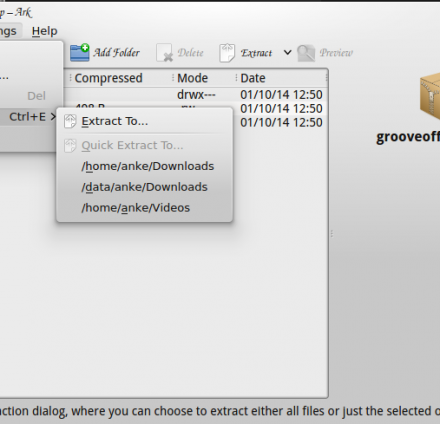 p – Ark
ngs Help
Add Folder Delete Extract Preview
Compressed Mode Date
... drwx--- 01/10/14 12:50
Del 408 B 01/10/14 12:50
Ctrl+E Extract To... 01/10/14 12:50
Quick Extract To...
grooveoff
/home/anke/Downloads
/data/anke/Downloads
/home/anke/Videos
ction dialog, where you can choose to extract either all files or just the selected o